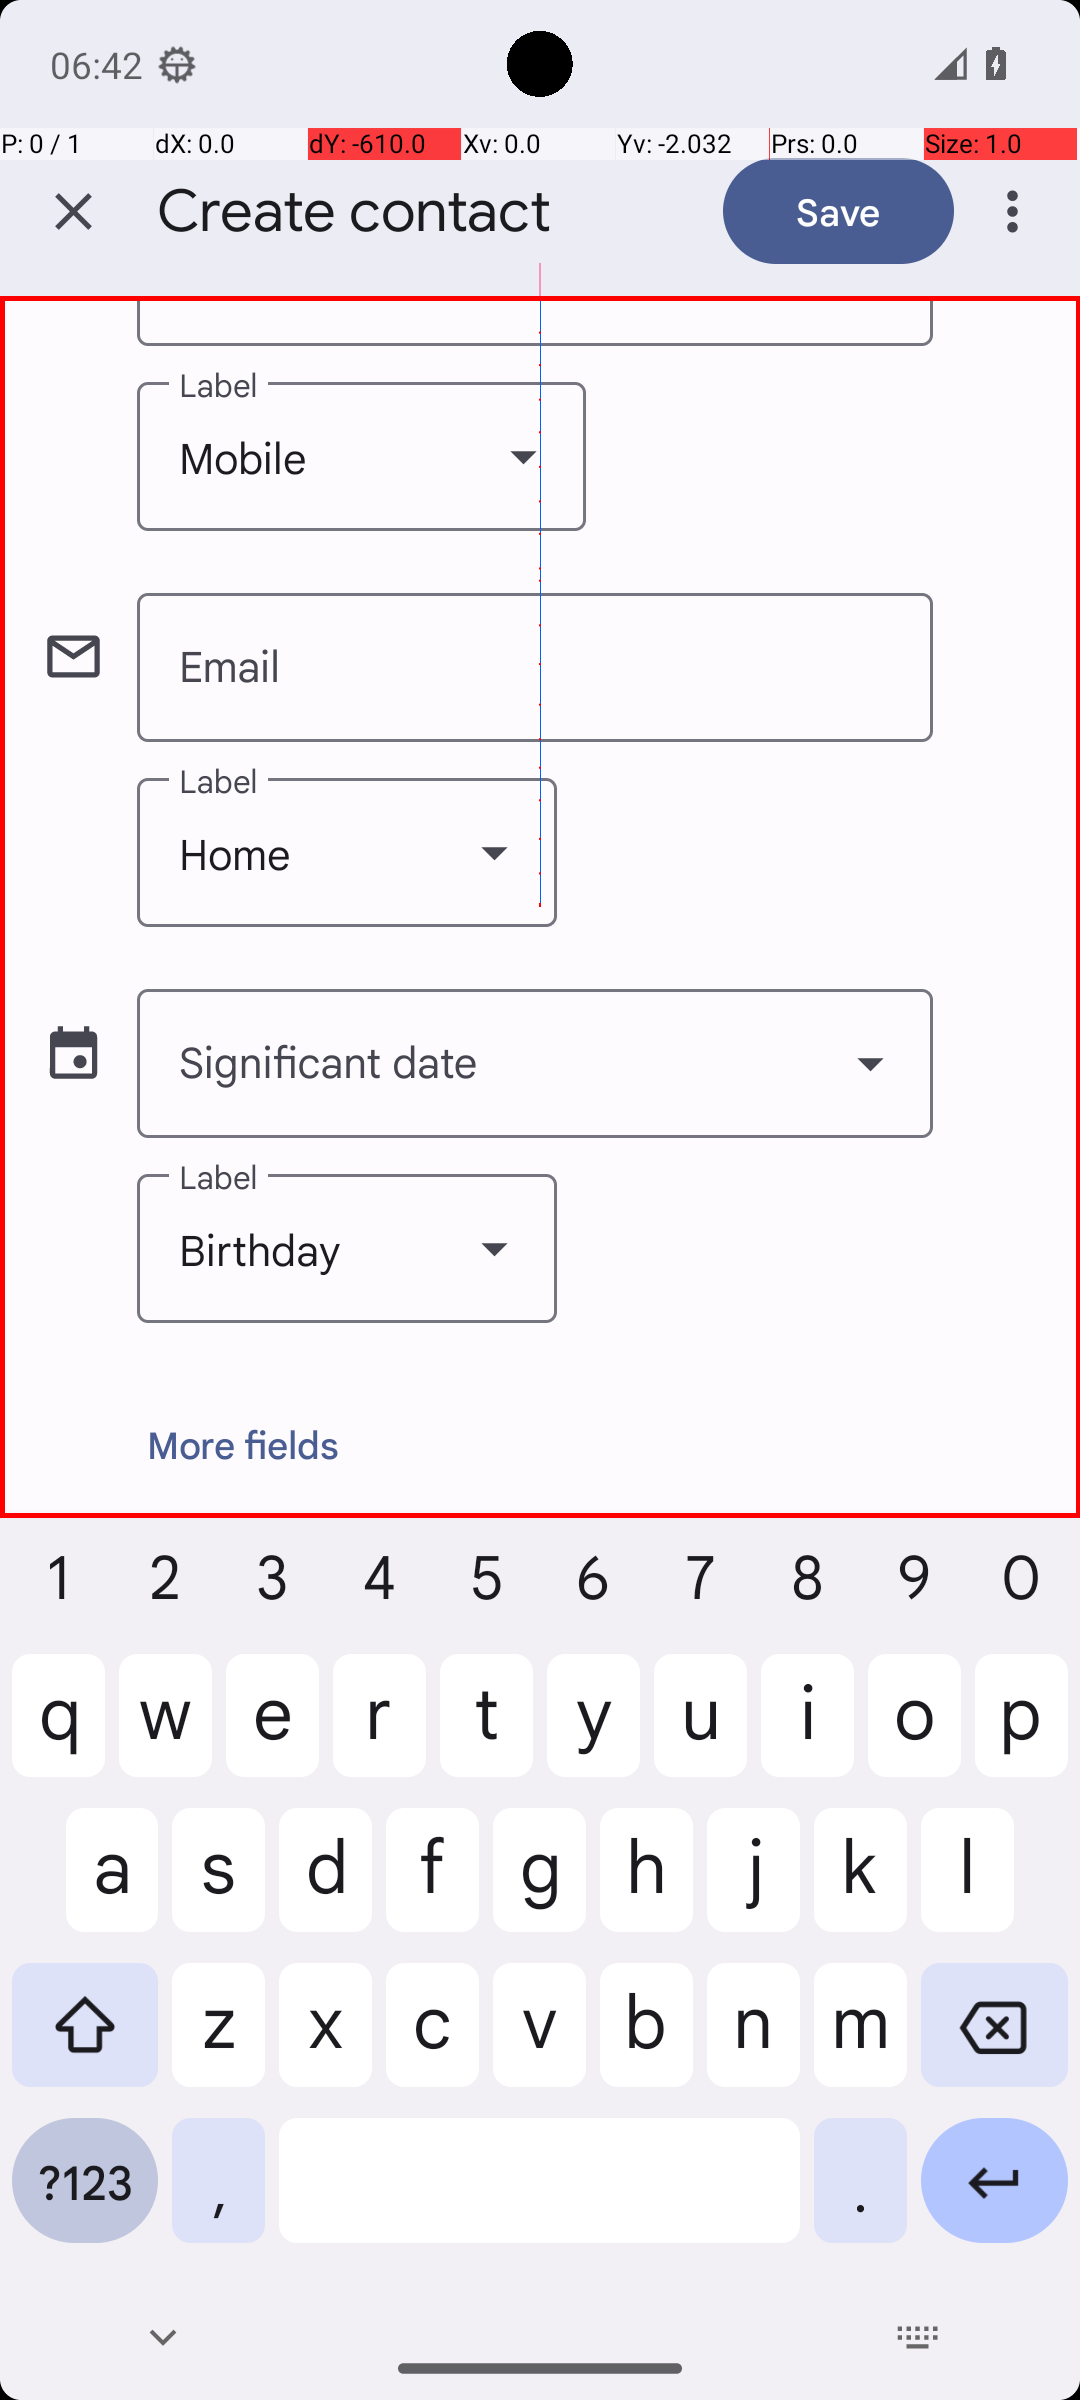 06:42
P: 0 / 1 dX: 0.0 dY: -610.0 Xv: 0.0 Yv: -2.032 Prs: 0.0 Size: 1.0
Create contact Save
Label
Mobile
Email
Label
Home
Significant date
Label
Birthday
More fields
1 2 3 4 5 6 7 8 9 0
q w e r t y u i o p
a s d f g h j k l
z x c v b n m
?123 , .